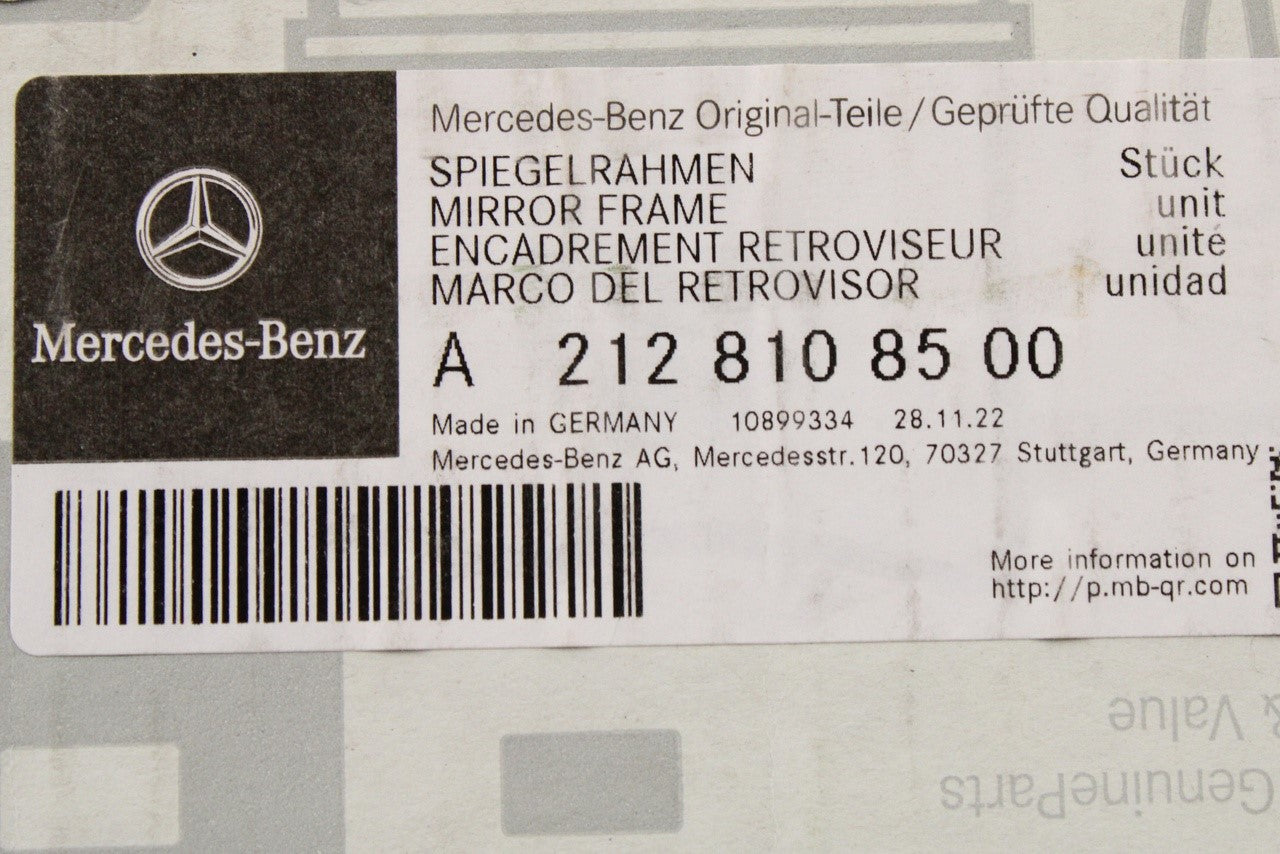 Mercedes-Benz Original-Teile/Geprüfte Qualität
SPIEGELRAHMEN Stück
MIRROR FRAME unit
ENCADREMENT RETROVISEUR unité
MARCO DEL RETROVISOR unidad
Mercedes-Benz
A 212 810 85 00
Made in GERMANY 10899334 28.11.22
Mercedes-Benz AG, Mercedesstr.120, 70327 Stuttgart, Germany
More information on
http://p.mb-qr.com
& Value
GenuineParts